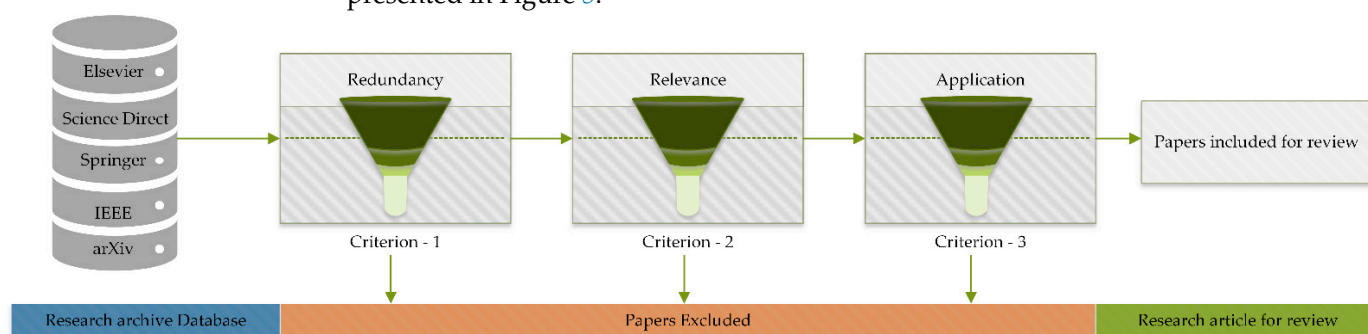 presented in Figure 3.
Elsevier
Science Direct
Springer
IEEE
arXiv
Redundancy
Relevance
Application
Papers included for review
Criterion - 1
Criterion - 2
Criterion - 3
Research archive Database
Papers Excluded
Research article for review